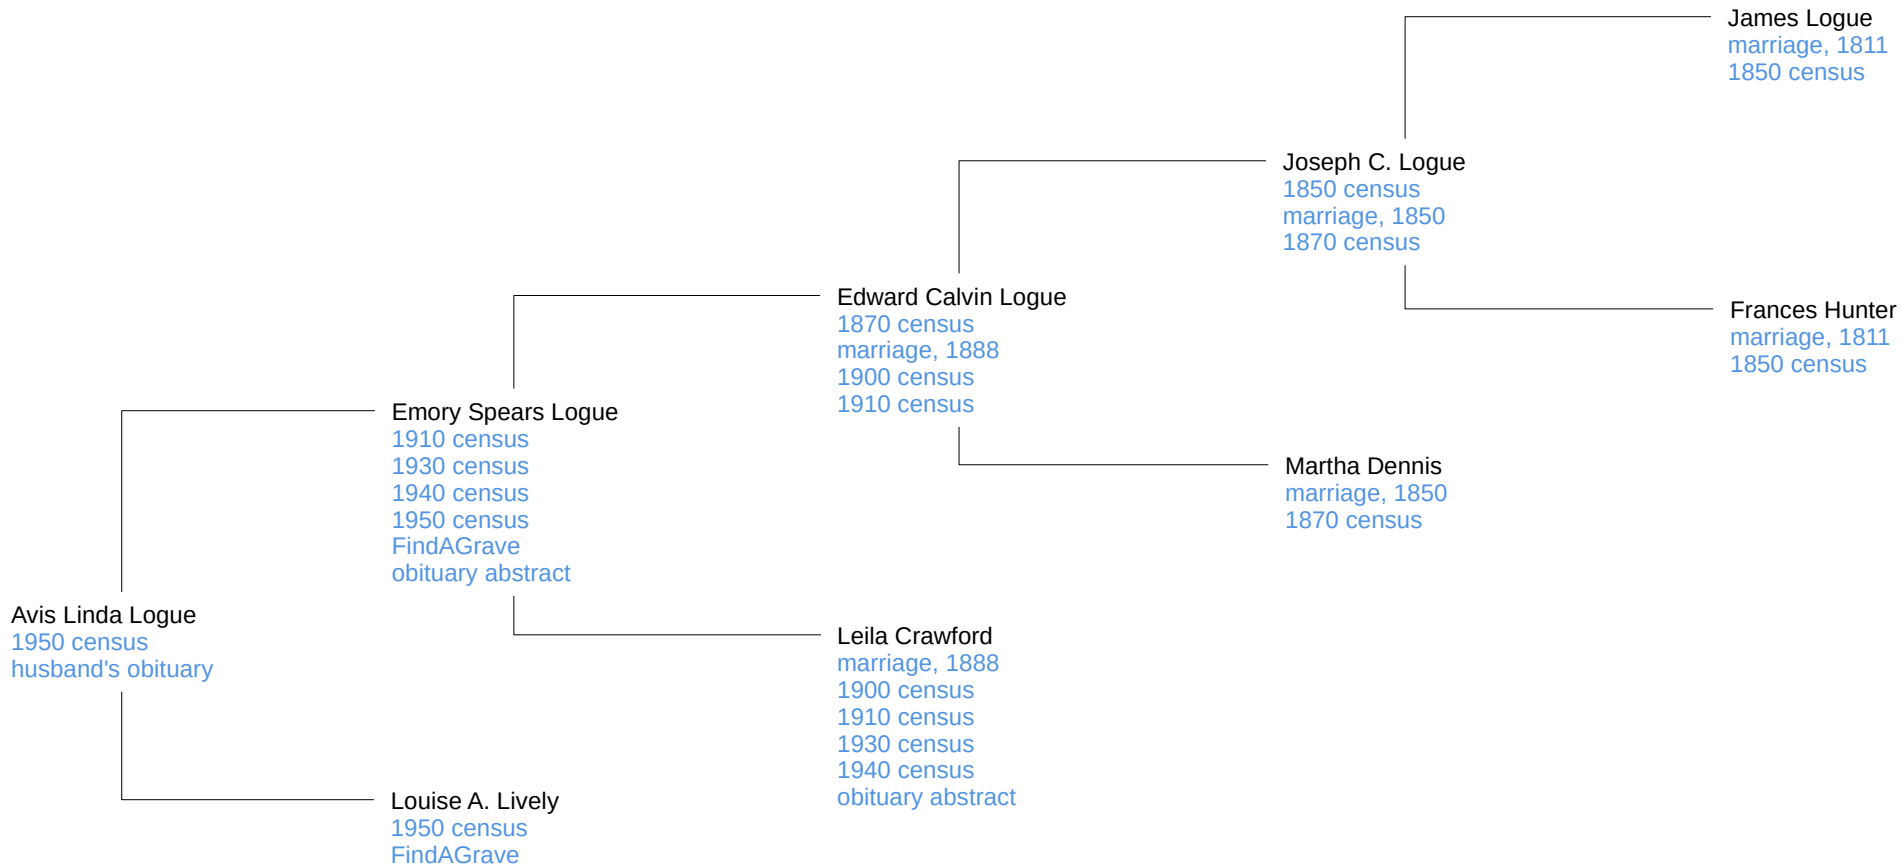 James Logue
marriage, 1811
1850 census
Joseph C. Logue
1850 census
marriage, 1850
1870 census
Edward Calvin Logue
1870 census
marriage, 1888
1900 census
1910 census
Frances Hunter
marriage, 1811
1850 census
Emory Spears Logue
1910 census
1930 census
1940 census
1950 census
FindAGrave
obituary abstract
Martha Dennis
marriage, 1850
1870 census
Avis Linda Logue
1950 census
husband's obituary
Leila Crawford
marriage, 1888
1900 census
1910 census
1930 census
1940 census
obituary abstract
Louise A. Lively
1950 census
FindAGrave